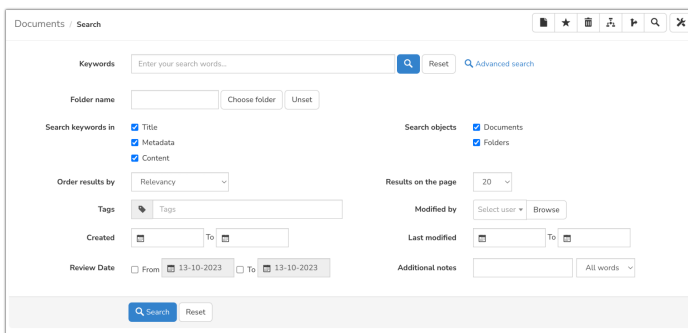 Documents / Search
Keywords Enter your search words... Reset Advanced search
Folder name Choose folder Unset
Search keywords in Title Search objects Documents
Metadata Folders
Content
Order results by Relevancy Results on the page 20
Tags Tags Modified by Select user Browse
Created To Last modified To
Review Date From 13-10-2023 To 13-10-2023 Additional notes All words
Search Reset